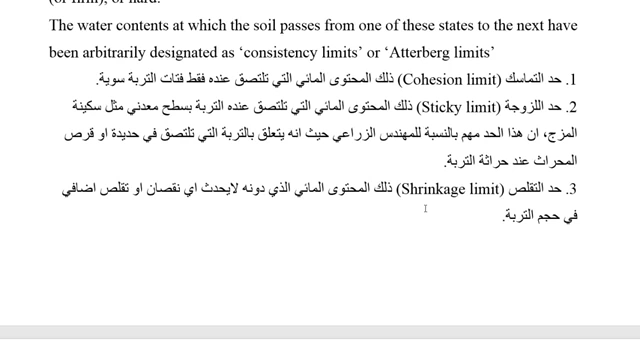 (or firm), or hard.
The water contents at which the soil passes from one of these states to the next have
been arbitrarily designated as ‘consistency limits’ or ‘Atterberg limits’
1. حد التماسك (Cohesion limit) ذلك المحتوى المائي التي تلتصق عنده فقط فتات التربة سوية.
2. حد اللزوجة (Sticky limit) ذلك المحتوى المائي التي تلتصق عنده التربة بسطح معدني مثل سكينة
المزج، ان هذا الحد مهم بالنسبة للمهندس الزراعي حيث انه يتعلق بالتربة التي تلتصق في حديدة او قرص
المحراث عند حراثة التربة.
3. حد التقلص (Shrinkage limit) ذلك المحتوى المائي الذي دونه لايحدث اي نقصان او تقلص اضافي
في حجم التربة.